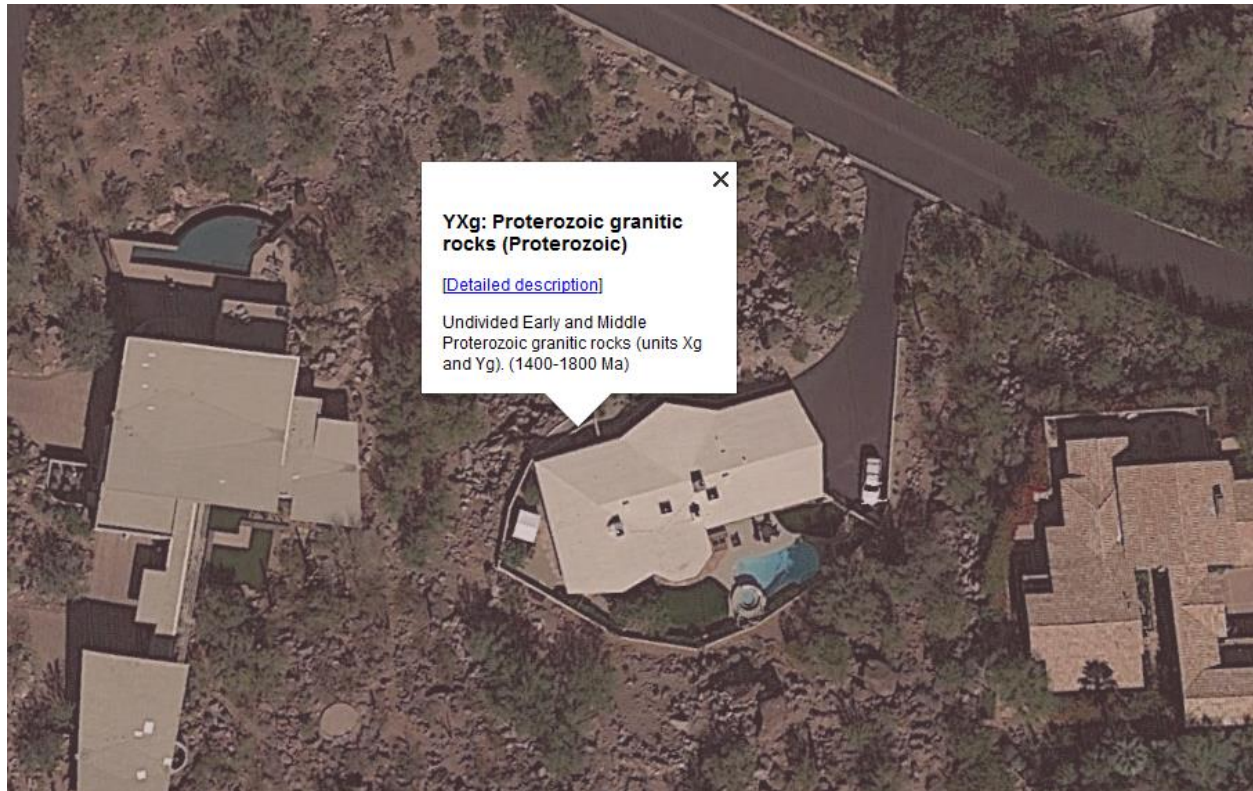 YXg: Proterozoic granitic
rocks (Proterozoic)
[Detailed description]
Undivided Early and Middle
Proterozoic granitic rocks (units Xg
and Yg). (1400-1800 Ma)